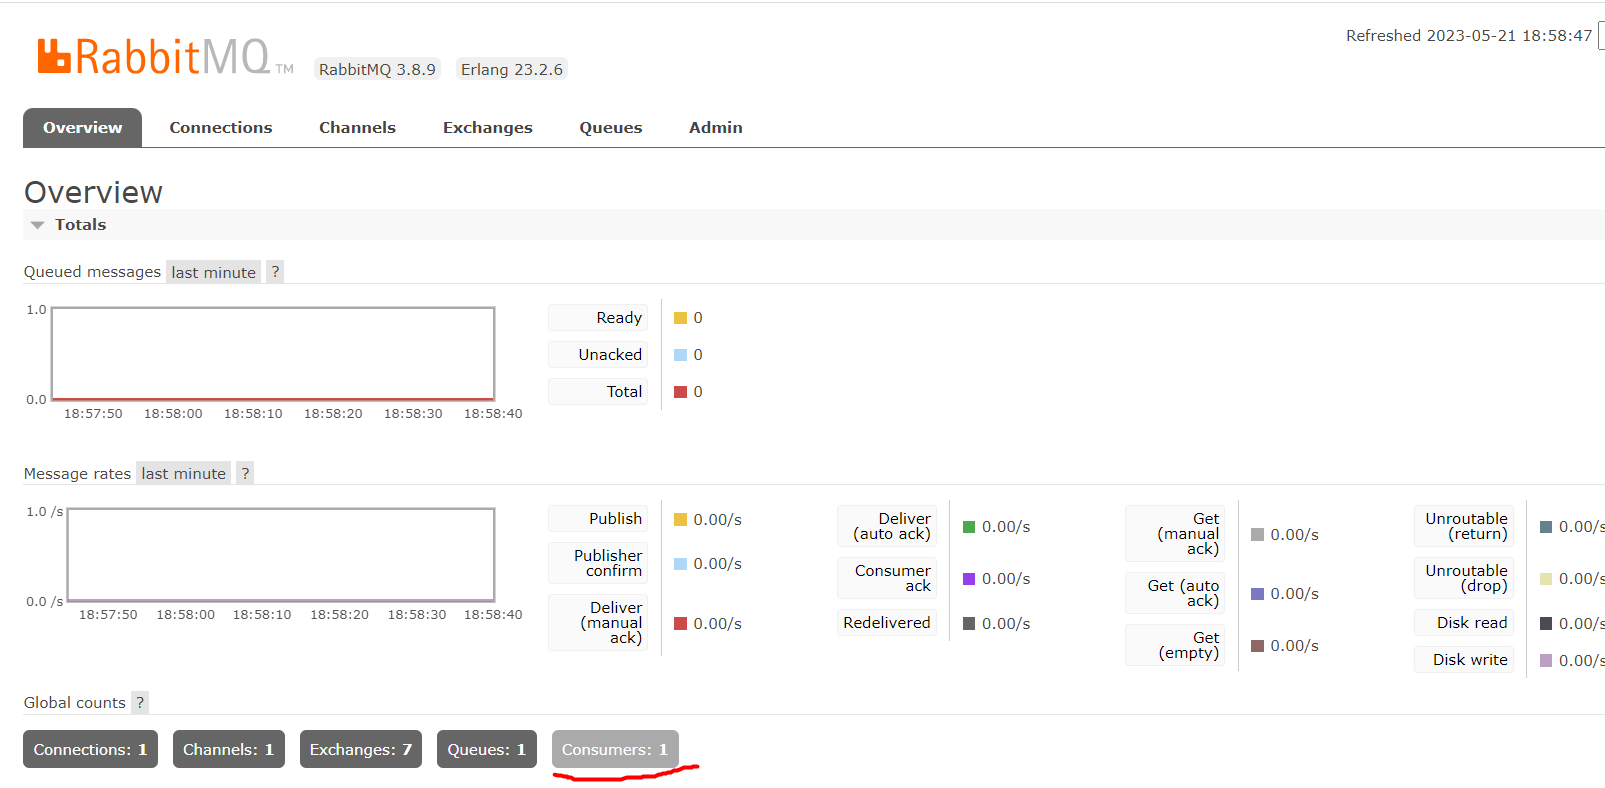 Refreshed 2023-05-21 18:58:47
RabbitMQ TM RabbitMQ 3.8.9 Erlang 23.2.6
Overview Connections Channels Exchanges Queues Admin
Overview
Totals
Queued messages last minute ?
1.0
0.0
18:57:50 18:58:00 18:58:10 18:58:20 18:58:30 18:58:40
Ready 0
Unacked 0
Total 0
Message rates last minute ?
1.0 /s
0.0 /s
18:57:50 18:58:00 18:58:10 18:58:20 18:58:30 18:58:40
Publish 0.00/s
Publisher
confirm 0.00/s
Deliver
(manual
ack) 0.00/s
Deliver
(auto ack) 0.00/s
Consumer
ack 0.00/s
Redelivered 0.00/s
Get
(manual
ack) 0.00/s
Get (auto
ack) 0.00/s
Get
(empty) 0.00/s
Unroutable
(return) 0.00/s
Unroutable
(drop) 0.00/s
Disk read 0.00/s
Disk write 0.00/s
Global counts ?
Connections: 1 Channels: 1 Exchanges: 7 Queues: 1 Consumers: 1